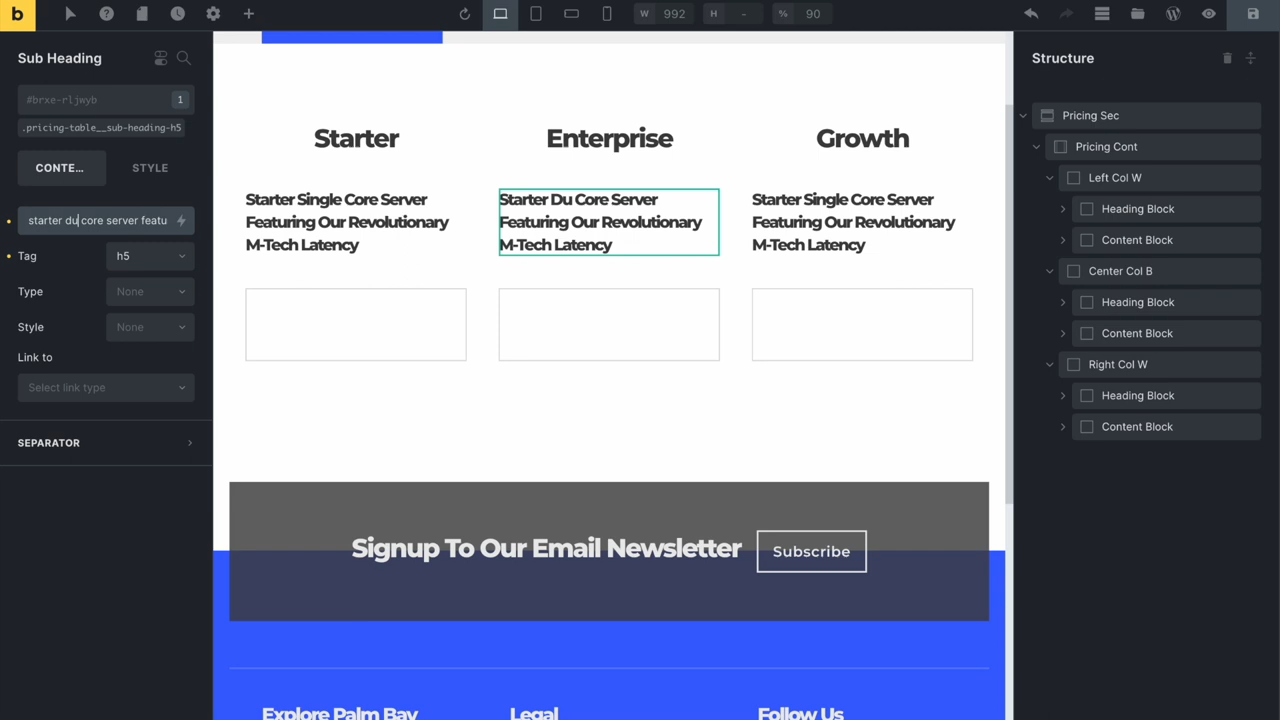 b
W 992 H - % 90
Sub Heading
#brxe-rljwyb 1
.pricing-table__sub-heading-h5
CONTE... STYLE
starter du core server featu
Tag h5
Type None
Style None
Link to
Select link type
SEPARATOR
Starter
Starter Single Core Server
Featuring Our Revolutionary
M-Tech Latency
Enterprise
Starter Du Core Server
Featuring Our Revolutionary
M-Tech Latency
Growth
Starter Single Core Server
Featuring Our Revolutionary
M-Tech Latency
Signup To Our Email Newsletter
Subscribe
Explore Palm Bay
Legal
Follow Us
Structure
Pricing Sec
Pricing Cont
Left Col W
Heading Block
Content Block
Center Col B
Heading Block
Content Block
Right Col W
Heading Block
Content Block